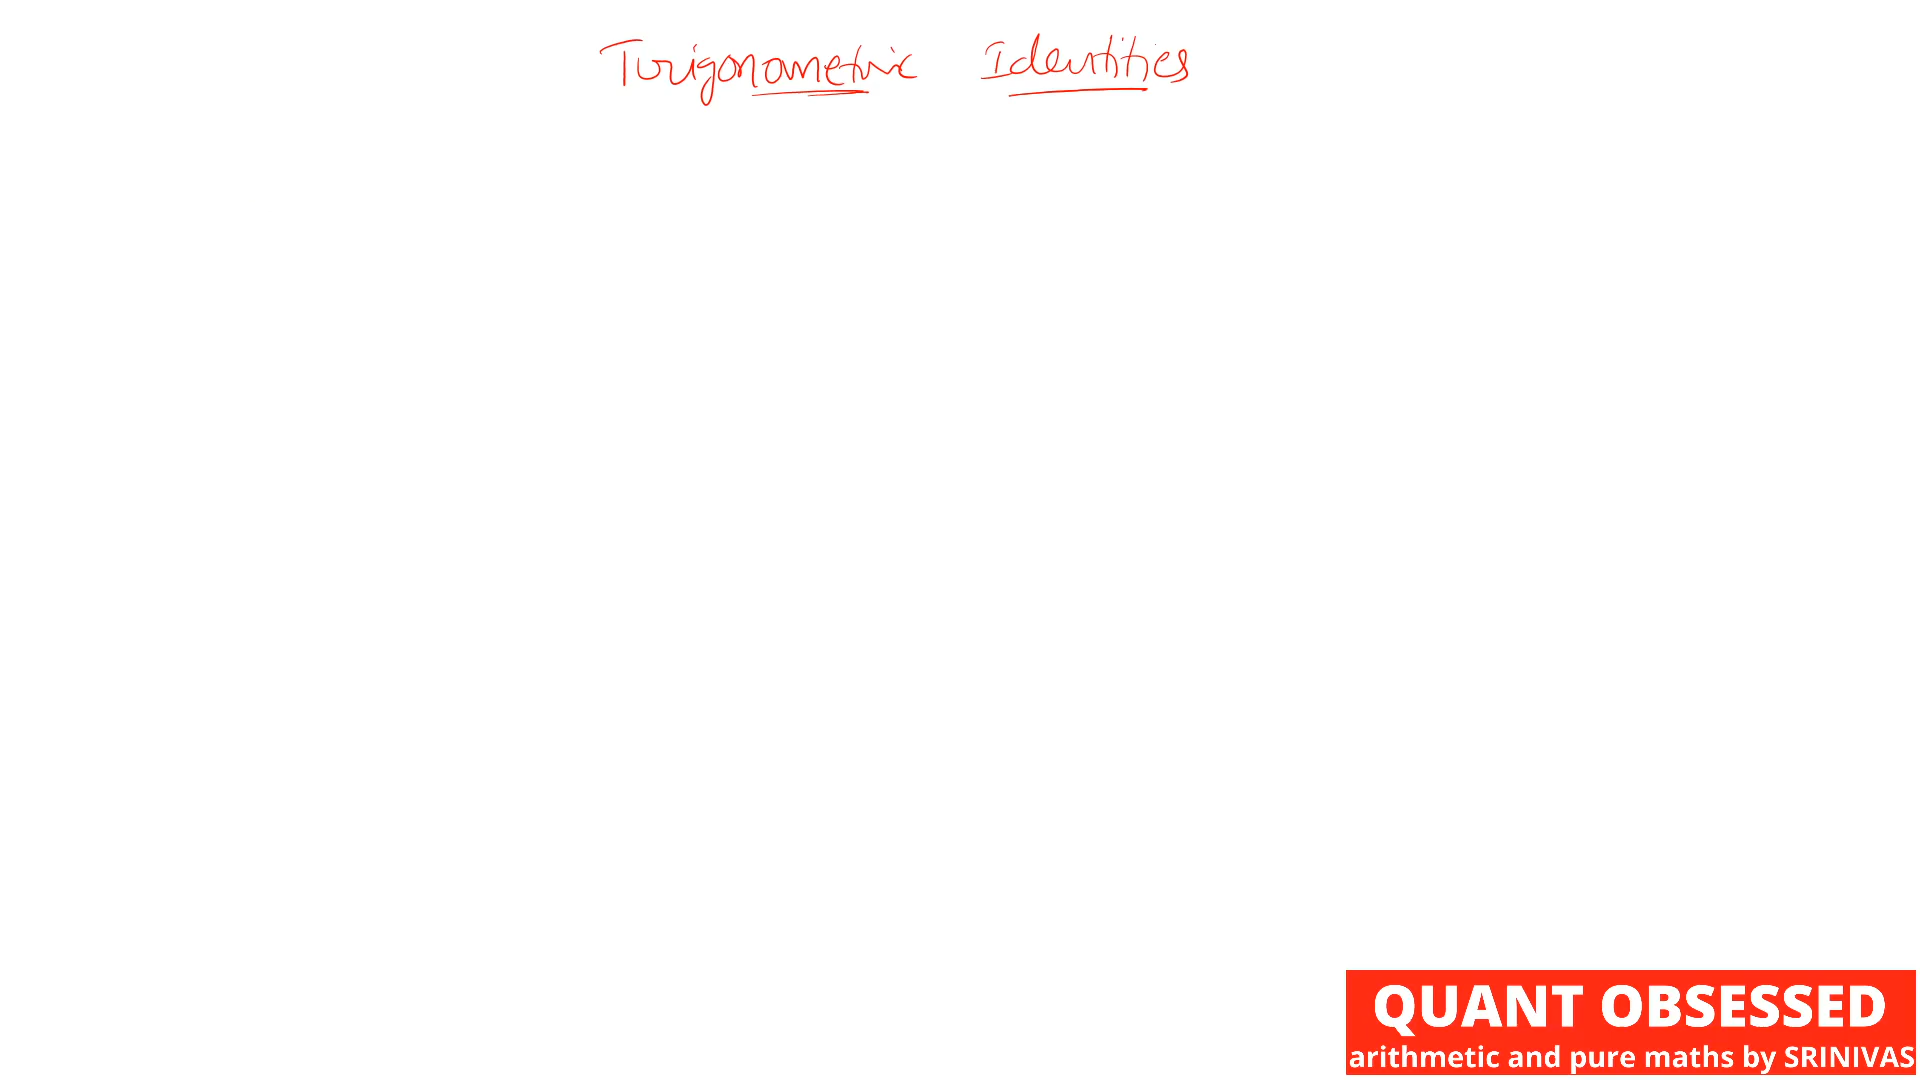 Trigonometric Identities
QUANT OBSESSED
arithmetic and pure maths by SRINIVAS